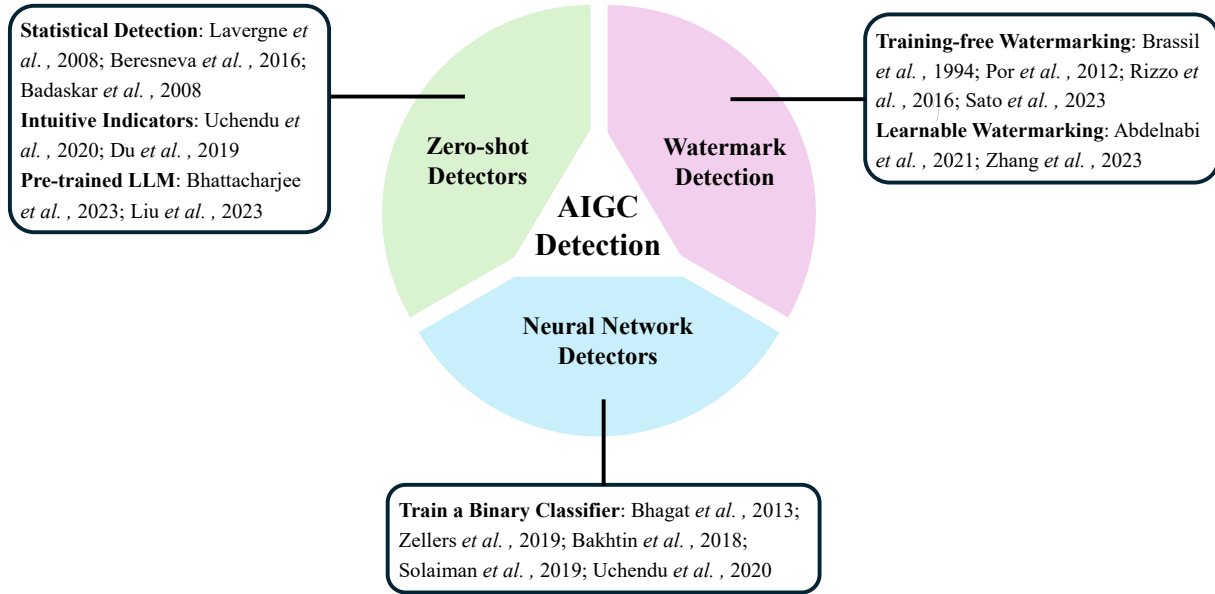 Statistical Detection: Lavergne et
al. , 2008; Beresneva et al. , 2016;
Badaskar et al. , 2008
Intuitive Indicators: Uchendu et
al. , 2020; Du et al. , 2019
Pre-trained LLM: Bhattacharjee
et al. , 2023; Liu et al. , 2023
Training-free Watermarking: Brassil
et al. , 1994; Por et al. , 2012; Rizzo et
al. , 2016; Sato et al. , 2023
Learnable Watermarking: Abdelnabi
et al. , 2021; Zhang et al. , 2023
Zero-shot
Detectors
Watermark
Detection
AIGC
Detection
Neural Network
Detectors
Train a Binary Classifier: Bhagat et al. , 2013;
Zellers et al. , 2019; Bakhtin et al. , 2018;
Solaiman et al. , 2019; Uchendu et al. , 2020